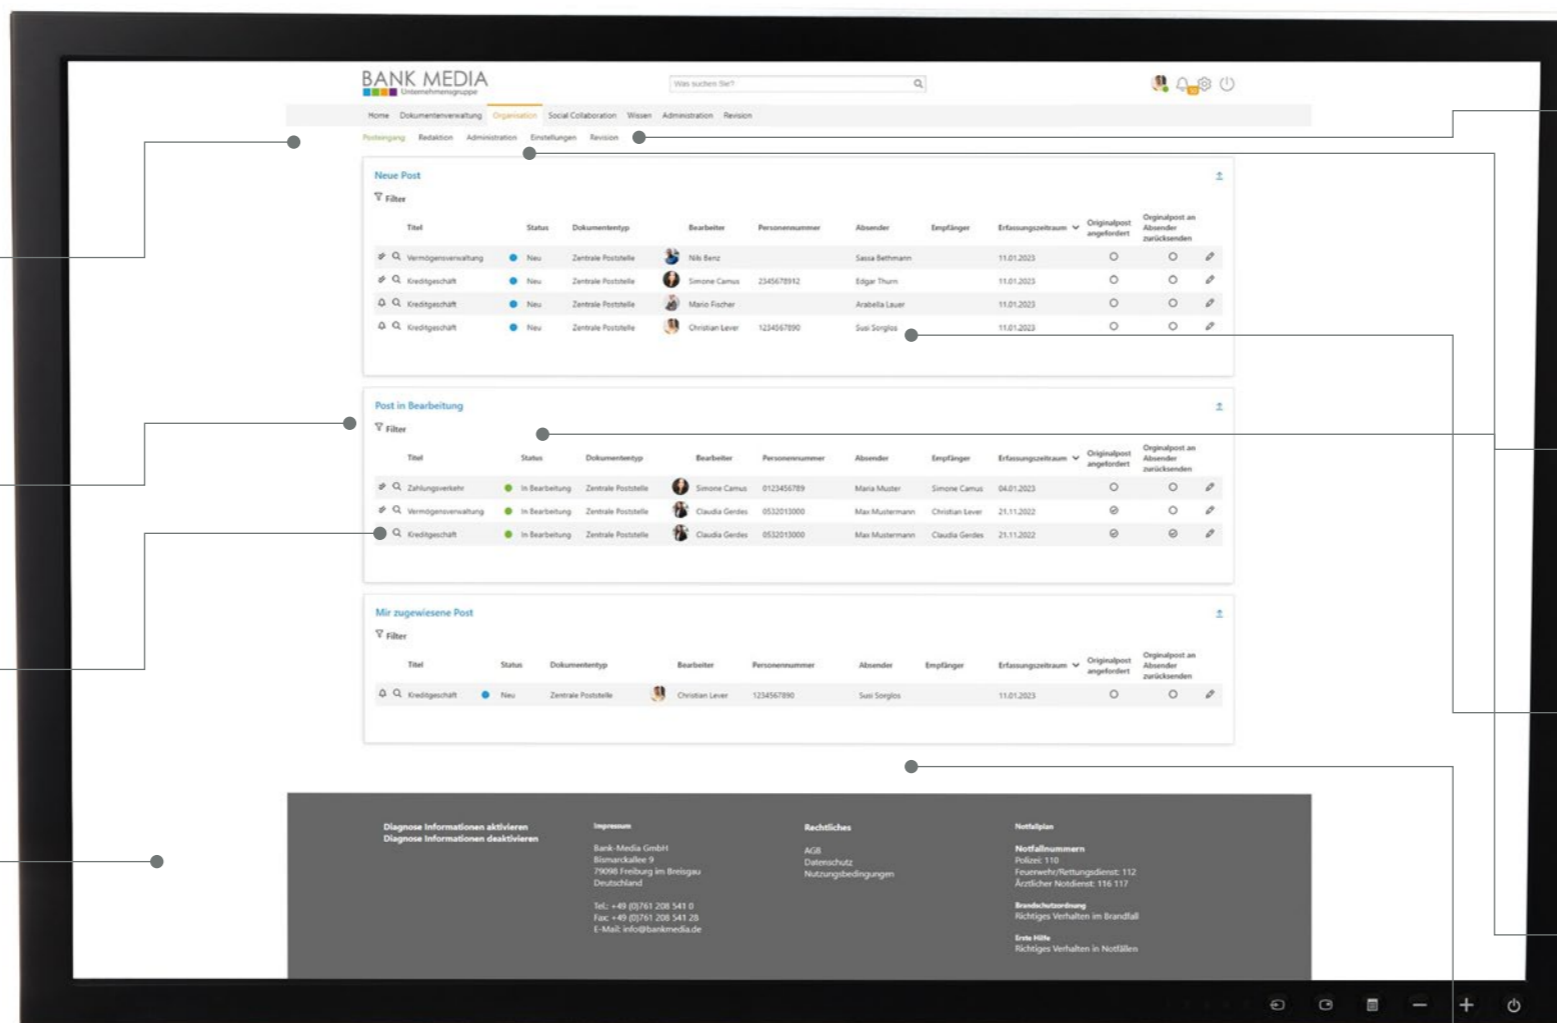 BANK MEDIA
Unternehmensgruppe
Was suchen Sie?
Home Dokumentenverwaltung Organisation Social Collaboration Wissen Administration Revision
Posteingang Redaktion Administration Einstellungen Revision
Neue Post
Filter
Titel Status Dokumententyp Bearbeiter Personennummer Absender Empfänger Erfassungszeitraum Originalpost angefordert Orginalpost an Absender zurücksenden
Vermögensverwaltung Neu Zentrale Poststelle Nils Benz Sassa Bethmann 11.01.2023
Kreditgeschäft Neu Zentrale Poststelle Simone Camus 2345678912 Edgar Thurn 11.01.2023
Kreditgeschäft Neu Zentrale Poststelle Mario Fischer Arabella Lauer 11.01.2023
Kreditgeschäft Neu Zentrale Poststelle Christian Lever 1234567890 Susi Sorglos 11.01.2023
Post in Bearbeitung
Filter
Titel Status Dokumententyp Bearbeiter Personennummer Absender Empfänger Erfassungszeitraum Originalpost angefordert Orginalpost an Absender zurücksenden
Zahlungsverkehr In Bearbeitung Zentrale Poststelle Simone Camus 0123456789 Maria Muster Simone Camus 04.01.2023
Vermögensverwaltung In Bearbeitung Zentrale Poststelle Claudia Gerdes 0532013000 Max Mustermann Christian Lever 21.11.2022
Kreditgeschäft In Bearbeitung Zentrale Poststelle Claudia Gerdes 0532013000 Max Mustermann Claudia Gerdes 21.11.2022
Mir zugewiesene Post
Filter
Titel Status Dokumententyp Bearbeiter Personennummer Absender Empfänger Erfassungszeitraum Originalpost angefordert Orginalpost an Absender zurücksenden
Kreditgeschäft Neu Zentrale Poststelle Christian Lever 1234567890 Susi Sorglos 11.01.2023
Diagnose Informationen aktivieren
Diagnose Informationen deaktivieren
Impressum
Bank-Media GmbH
Bismarckallee 9
79098 Freiburg im Breisgau
Deutschland
Tel.: +49 (0)761 208 541 0
Fax: +49 (0)761 208 541 28
E-Mail: info@bankmedia.de
Rechtliches
AGB
Datenschutz
Nutzungsbedingungen
Notfallplan
Notfallnummern
Polizei: 110
Feuerwehr/Rettungsdienst: 112
Ärztlicher Notdienst: 116 117
Brandschutzordnung
Richtiges Verhalten im Brandfall
Erste Hilfe
Richtiges Verhalten in Notfällen